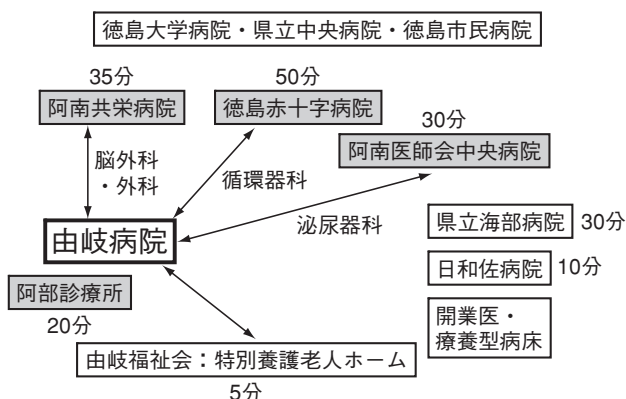 徳島大学病院・県立中央病院・徳島市民病院
35分
阿南共栄病院
50分
徳島赤十字病院
30分
阿南医師会中央病院
脳外科
・外科
循環器科
泌尿器科
由岐病院
県立海部病院
30分
日和佐病院
10分
阿部診療所
20分
開業医・
療養型病床
由岐福祉会：特別養護老人ホーム
5分